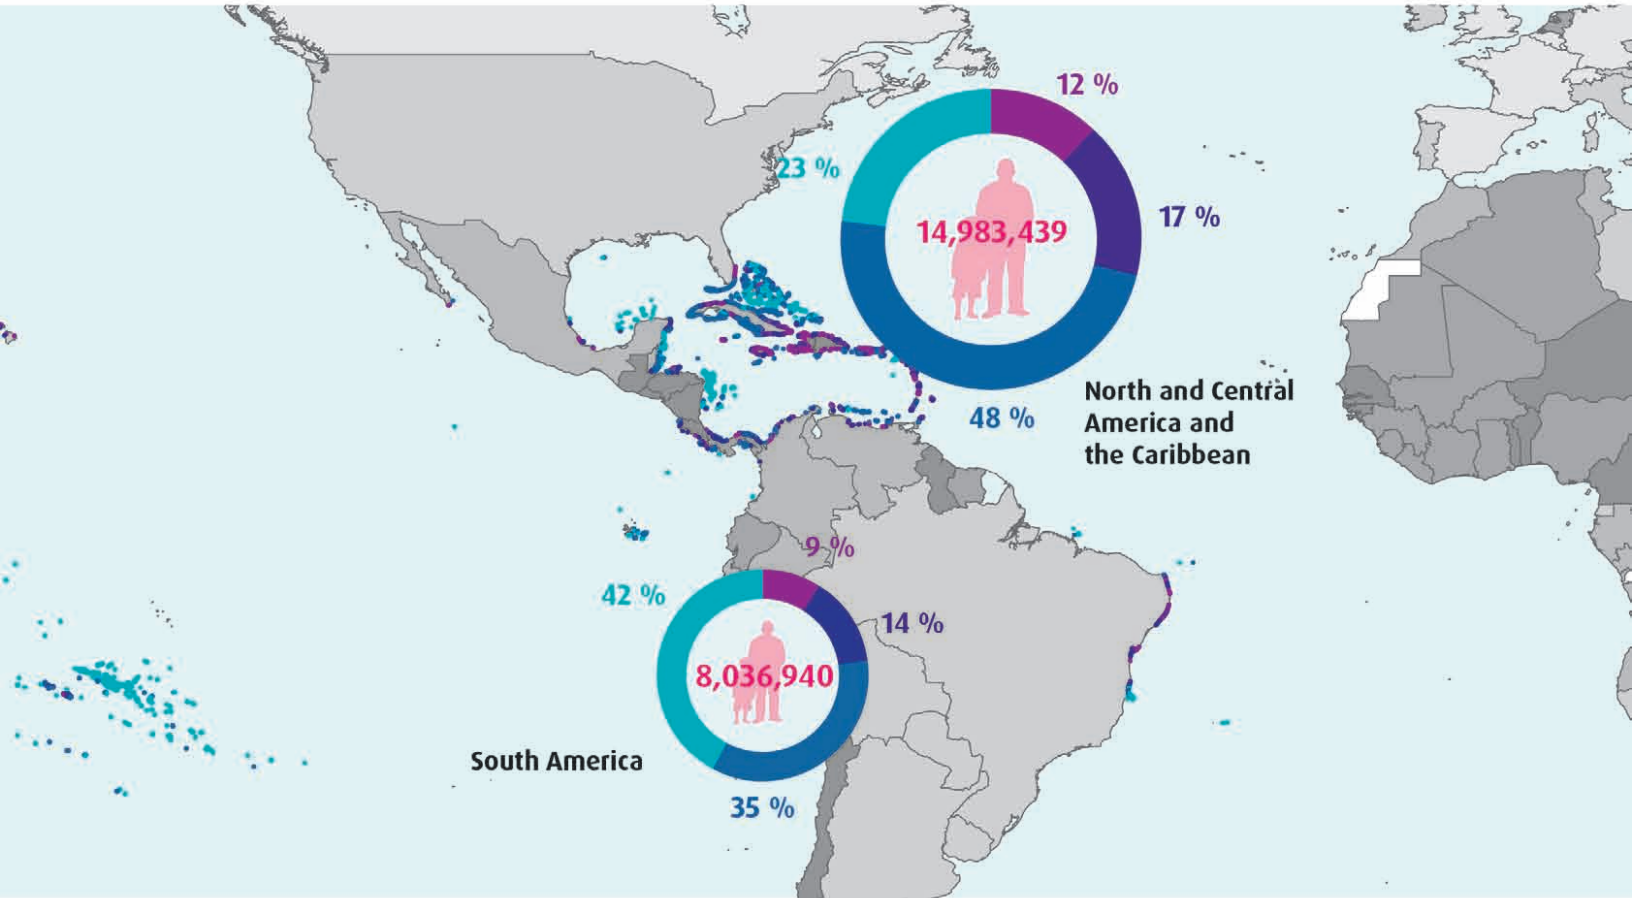 12 %
23 %
17 %
14,983,439
48 %
North and Central
America and
the Caribbean
9 %
42 %
14 %
8,036,940
South America
35 %